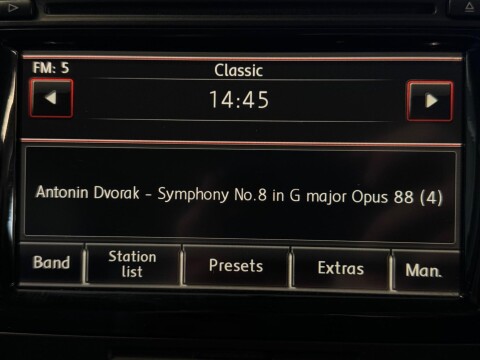 FM: 5
Classic
14:45
Antonin Dvorak - Symphony No.8 in G major Opus 88 (4)
Band
Station
list
Presets
Extras
Man.